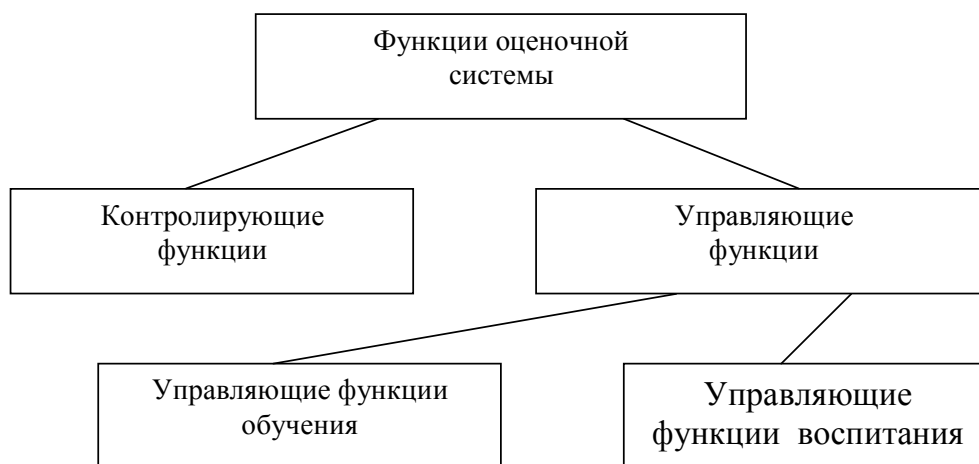 Функции оценочной
системы
Контролирующие
функции
Управляющие
функции
Управляющие функции
обучения
Управляющие
функции воспитания